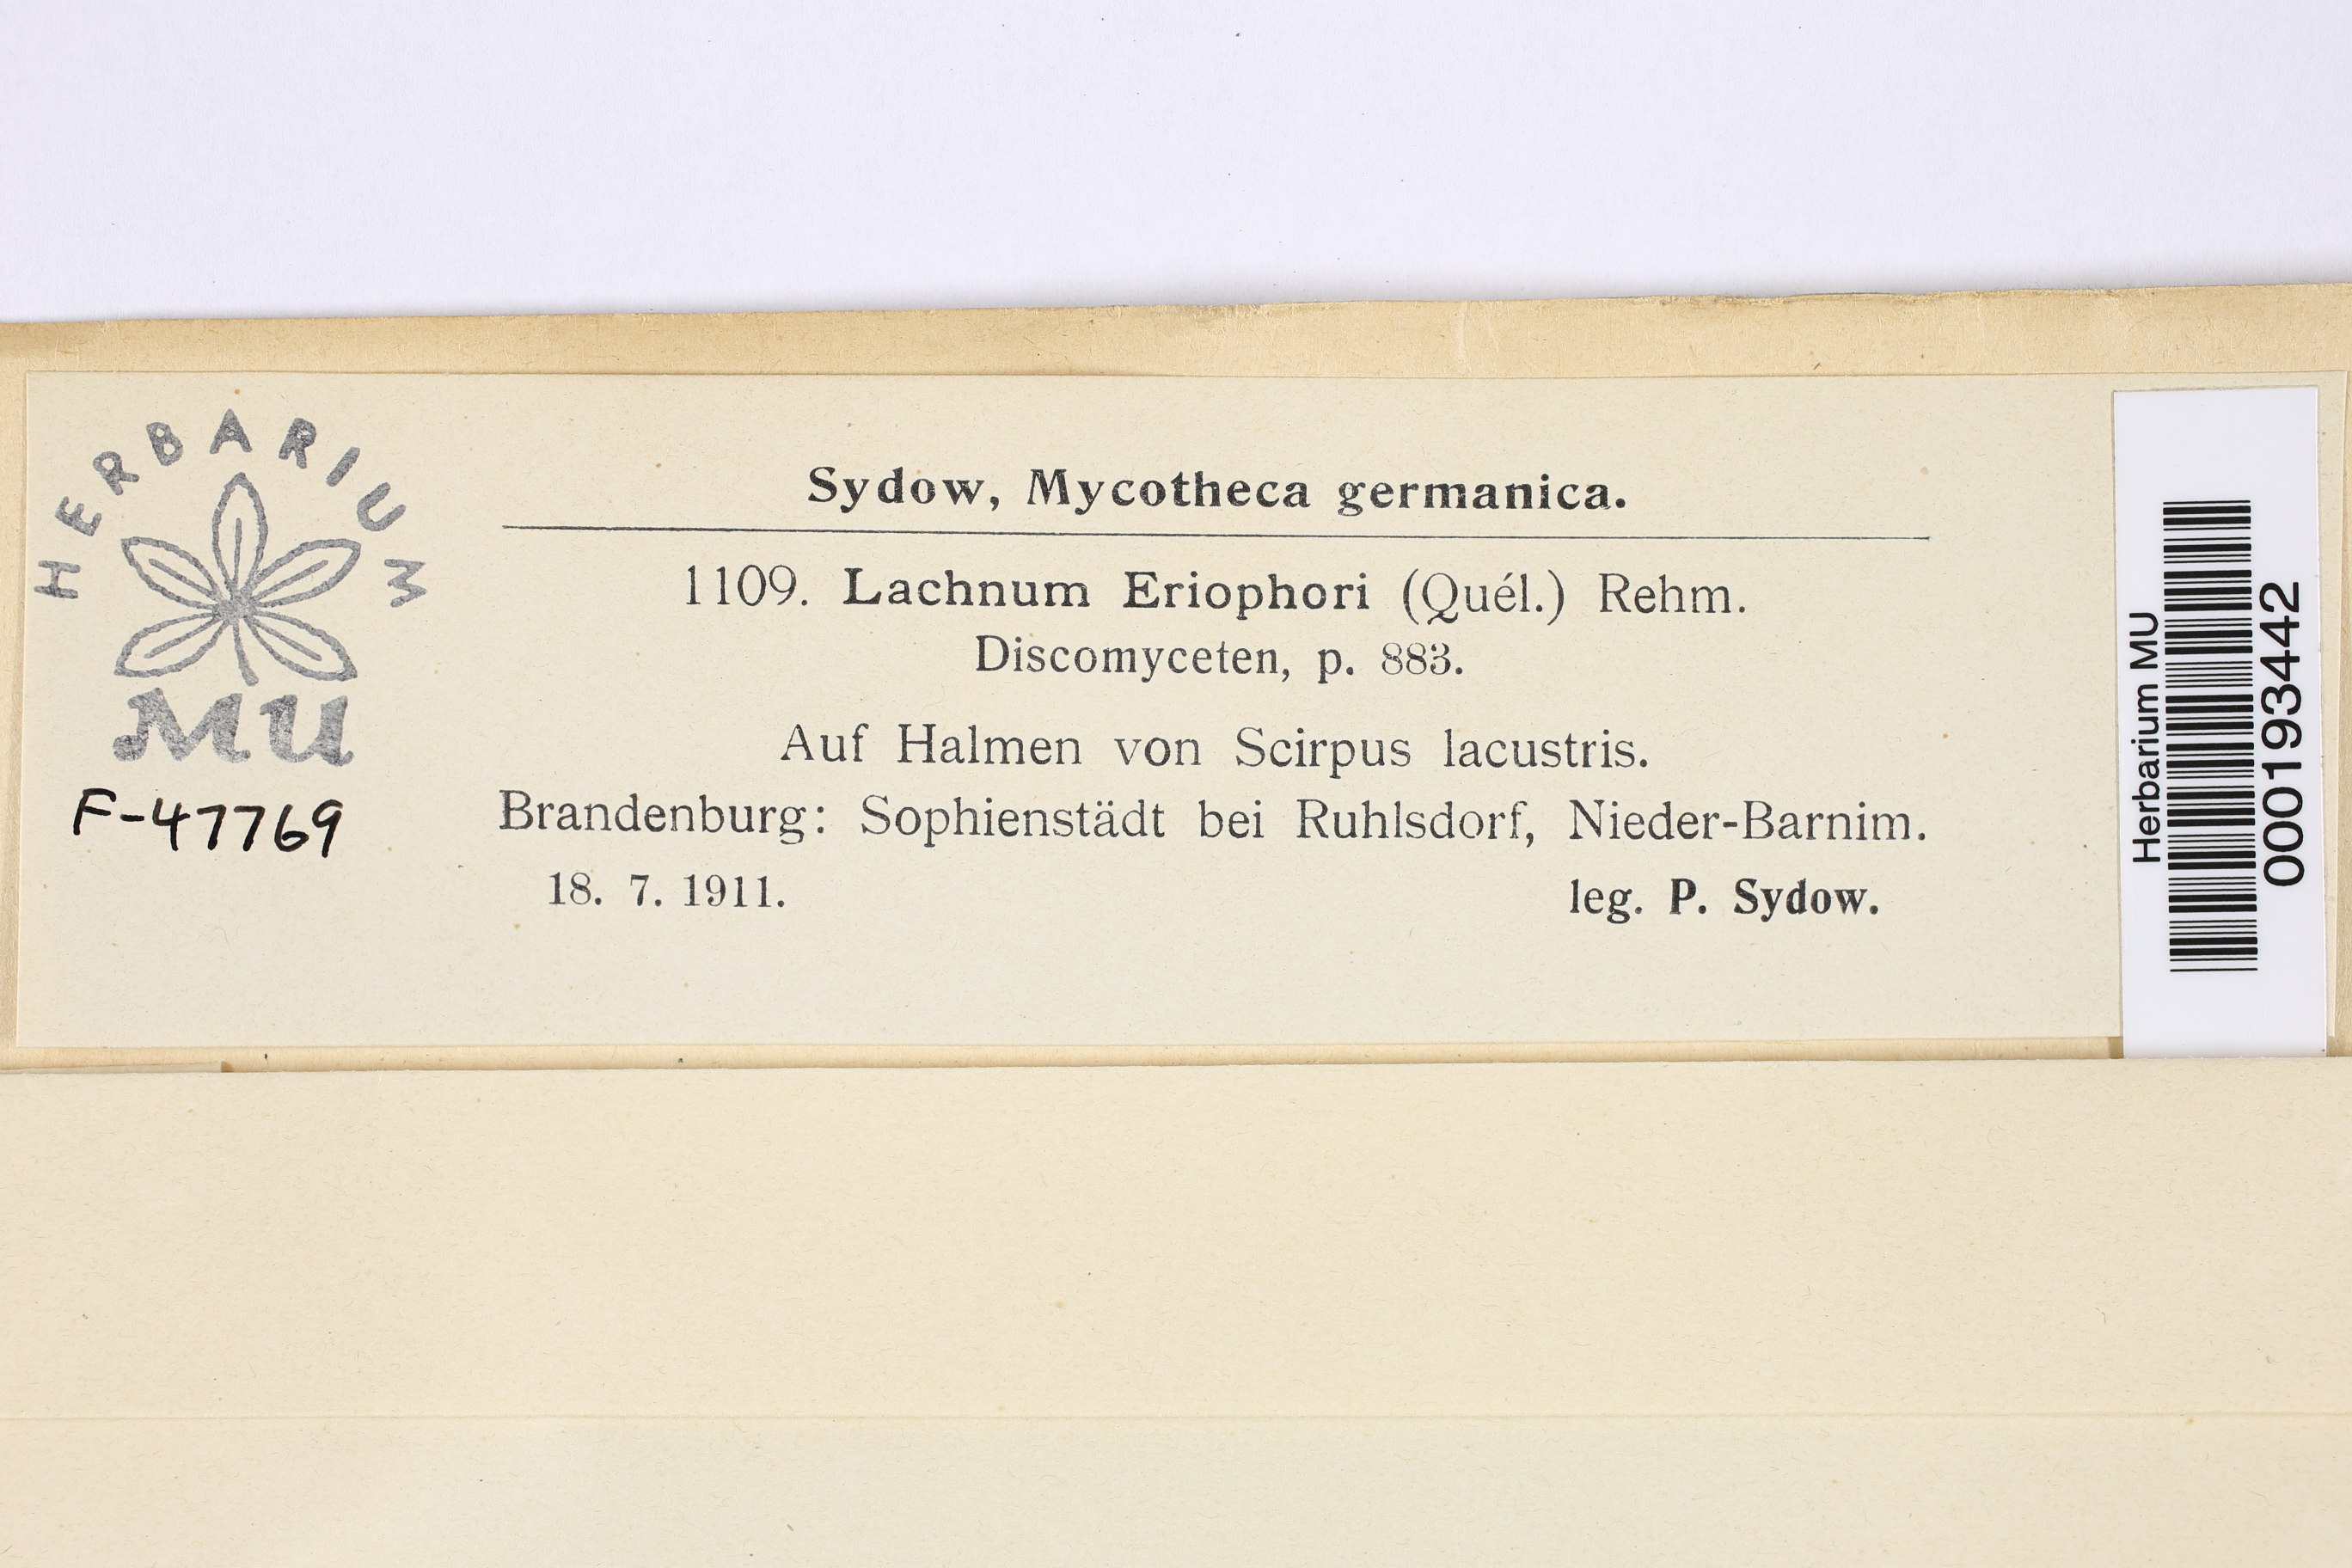 HERBARIUM
MU
F-47769
Sydow, Mycotheca germanica.
1109. Lachnum Eriophori (Quél.) Rehm.
Discomyceten, p. 883.
Auf Halmen von Scirpus lacustris.
Brandenburg: Sophienstädt bei Ruhlsdorf, Nieder-Barnim.
18. 7. 1911. leg. P. Sydow.
Herbarium MU
000193442